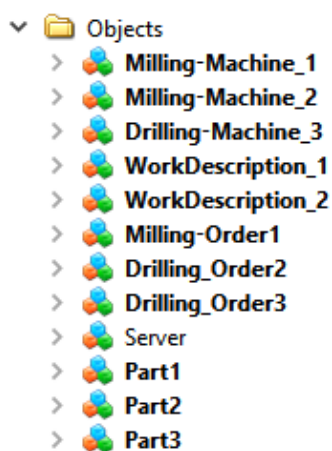 Objects
Milling-Machine_1
Milling-Machine_2
Drilling-Machine_3
WorkDescription_1
WorkDescription_2
Milling-Order1
Drilling_Order2
Drilling_Order3
Server
Part1
Part2
Part3